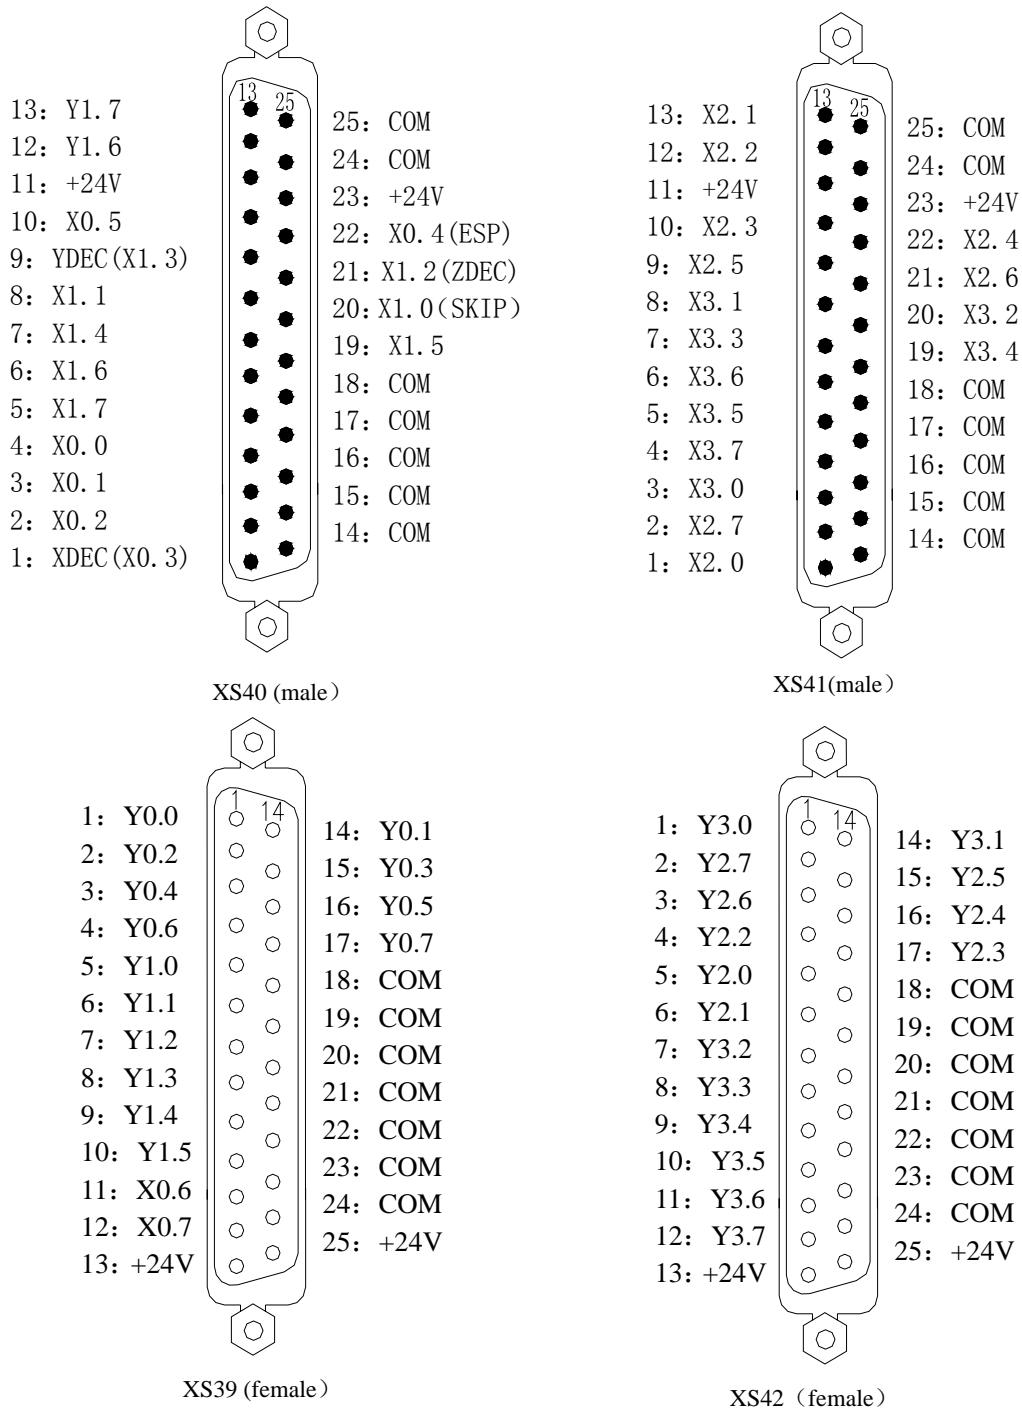 13: Y1.7
12: Y1.6
11: +24V
10: X0.5
9: YDEC(X1.3)
8: X1.1
7: X1.4
6: X1.6
5: X1.7
4: X0.0
3: X0.1
2: X0.2
1: XDEC(X0.3)
13
25
25: COM
24: COM
23: +24V
22: X0.4(ESP)
21: X1.2(ZDEC)
20: X1.0(SKIP)
19: X1.5
18: COM
17: COM
16: COM
15: COM
14: COM
XS40 (male）
13: X2.1
12: X2.2
11: +24V
10: X2.3
9: X2.5
8: X3.1
7: X3.3
6: X3.6
5: X3.5
4: X3.7
3: X3.0
2: X2.7
1: X2.0
13
25
25: COM
24: COM
23: +24V
22: X2.4
21: X2.6
20: X3.2
19: X3.4
18: COM
17: COM
16: COM
15: COM
14: COM
XS41(male）
1: Y0.0
2: Y0.2
3: Y0.4
4: Y0.6
5: Y1.0
6: Y1.1
7: Y1.2
8: Y1.3
9: Y1.4
10: Y1.5
11: X0.6
12: X0.7
13: +24V
1
14
14: Y0.1
15: Y0.3
16: Y0.5
17: Y0.7
18: COM
19: COM
20: COM
21: COM
22: COM
23: COM
24: COM
25: +24V
XS39 (female）
1: Y3.0
2: Y2.7
3: Y2.6
4: Y2.2
5: Y2.0
6: Y2.1
7: Y3.2
8: Y3.3
9: Y3.4
10: Y3.5
11: Y3.6
12: Y3.7
13: +24V
1
14
14: Y3.1
15: Y2.5
16: Y2.4
17: Y2.3
18: COM
19: COM
20: COM
21: COM
22: COM
23: COM
24: COM
25: +24V
XS42（female）